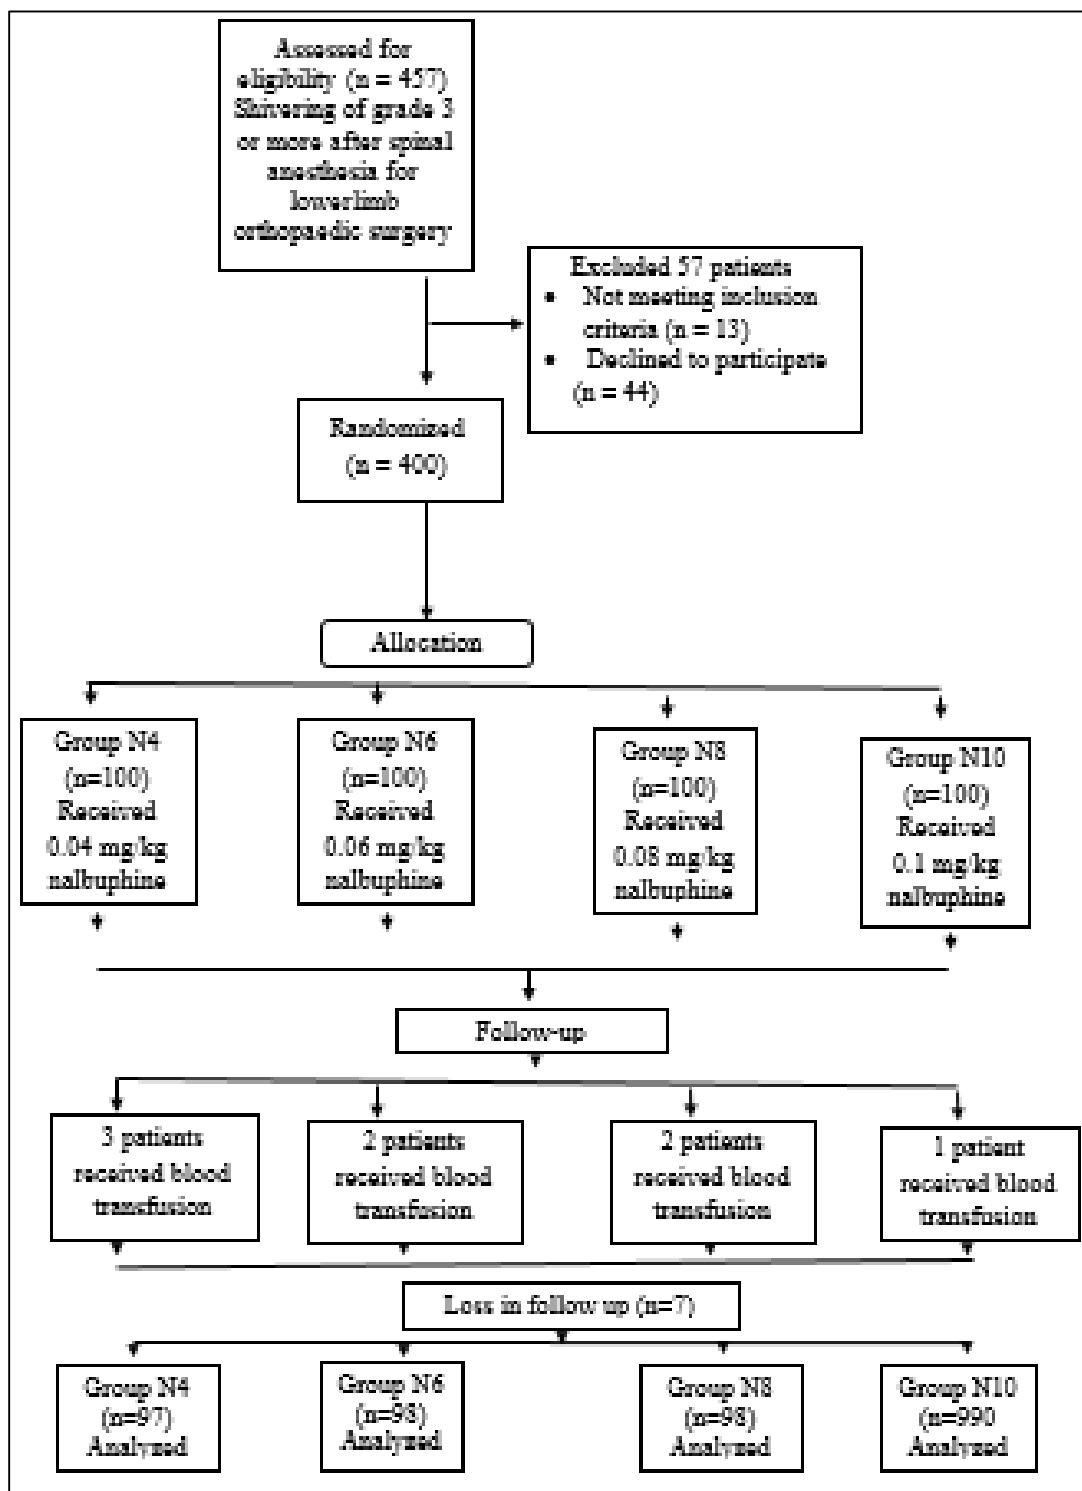 Assessed for
eligibility (n = 457)
Shivering of grade 3
or more after spinal
anesthesia for
lowerlimb
orthopaedic surgery
Excluded 57 patients
• Not meeting inclusion
criteria (n = 13)
• Declined to participate
(n = 44)
Randomized
(n = 400)
Allocation
Group N4
(n=100)
Received
0.04 mg/kg
nalbuphine
Group N6
(n=100)
Received
0.06 mg/kg
nalbuphine
Group N8
(n=100)
Received
0.08 mg/kg
nalbuphine
Group N10
(n=100)
Received
0.1 mg/kg
nalbuphine
Follow-up
3 patients
received blood
transfusion
2 patients
received blood
transfusion
2 patients
received blood
transfusion
1 patient
received blood
transfusion
Loss in follow up (n=7)
Group N4
(n=97)
Analyzed
Group N6
(n=98)
Analyzed
Group N8
(n=98)
Analyzed
Group N10
(n=990
Analyzed